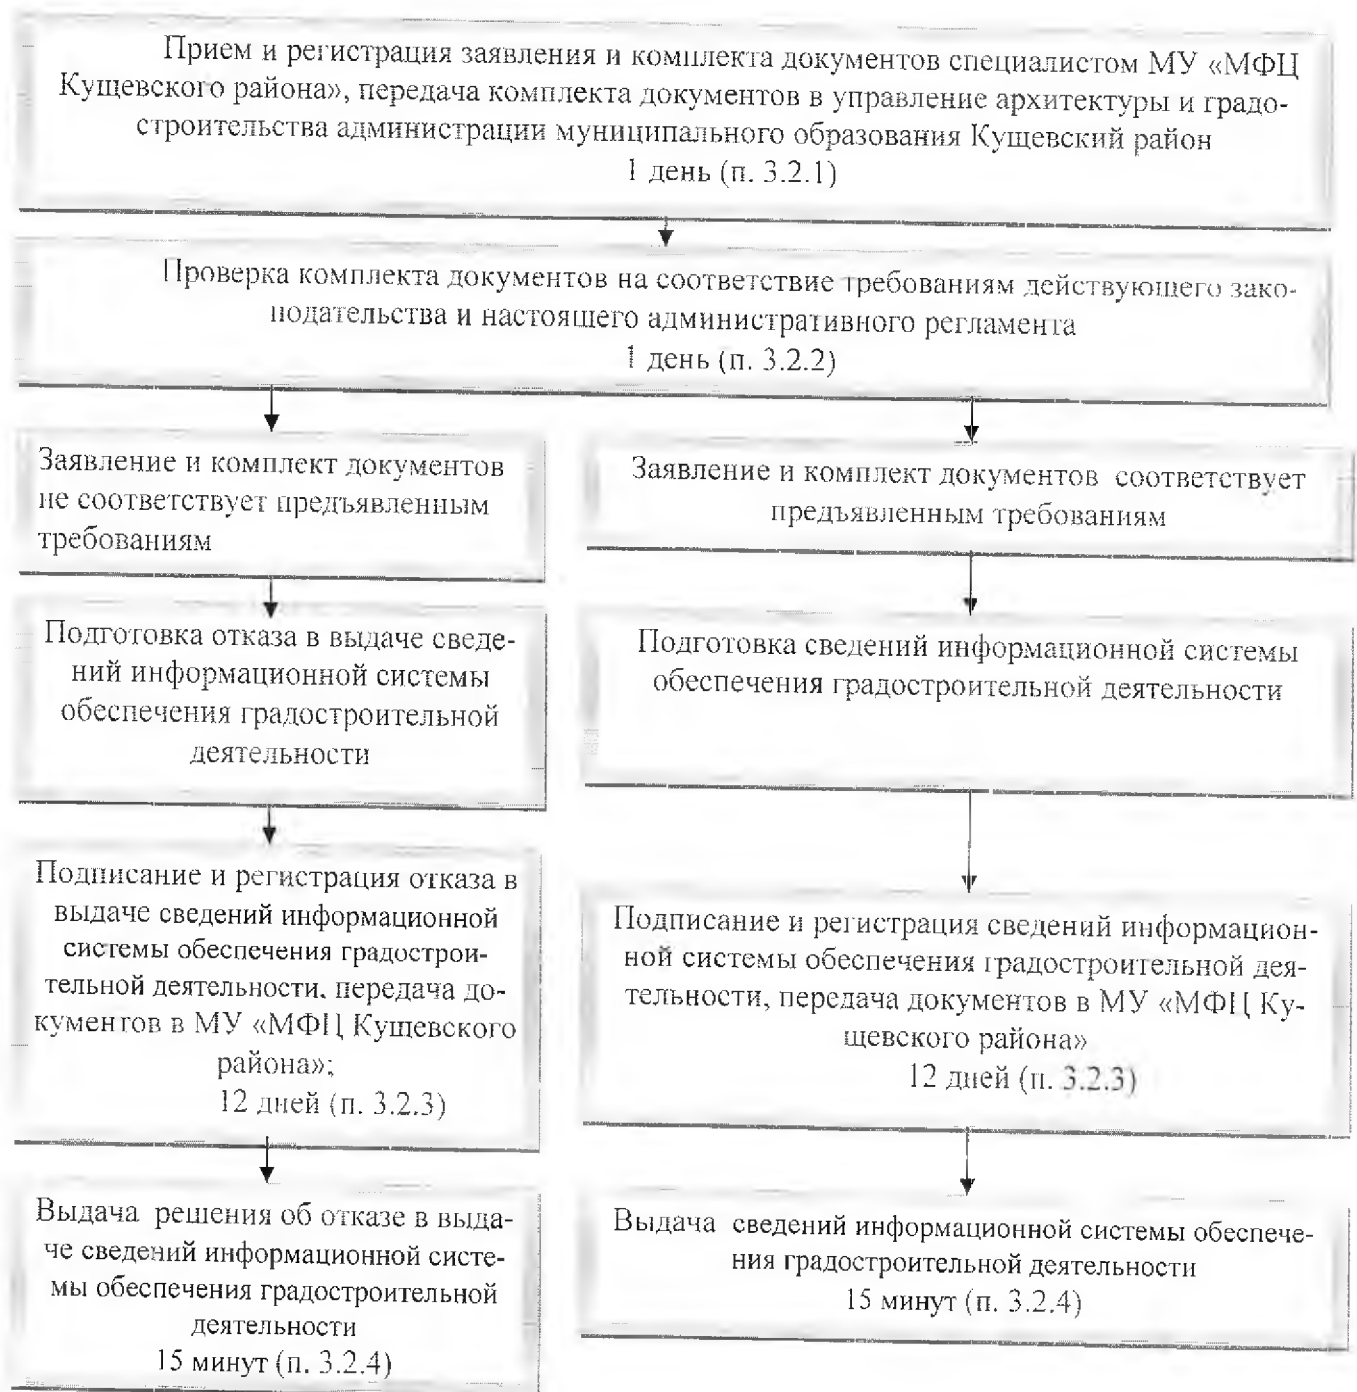 Прием и регистрация заявления и комплекта документов специалистом МУ «МФЦ
Кущевского района», передача комплекта документов в управление архитектуры и градо-
строительства администрации муниципального образования Кущевский район
1 день (п. 3.2.1)
Проверка комплекта документов на соответствие требованиям действующего зако-
нодательства и настоящего административного регламента
1 день (п. 3.2.2)
Заявление и комплект документов
не соответствует предъявленным
требованиям
Заявление и комплект документов соответствует
предъявленным требованиям
Подготовка отказа в выдаче сведе-
ний информационной системы
обеспечения градостроительной
деятельности
Подготовка сведений информационной системы
обеспечения градостроительной деятельности
Подписание и регистрация отказа в
выдаче сведений информационной
системы обеспечения градострои-
тельной деятельности, передача до-
кументов в МУ «МФЦ Кущевского
района»;
12 дней (п. 3.2.3)
Подписание и регистрация сведений информацион-
ной системы обеспечения градостроительной дея-
тельности, передача документов в МУ «МФЦ Ку-
щевского района»
12 дней (п. 3.2.3)
Выдача решения об отказе в выда-
че сведений информационной систе-
мы обеспечения градостроительной
деятельности
15 минут (п. 3.2.4)
Выдача сведений информационной системы обеспече-
ния градостроительной деятельности
15 минут (п. 3.2.4)